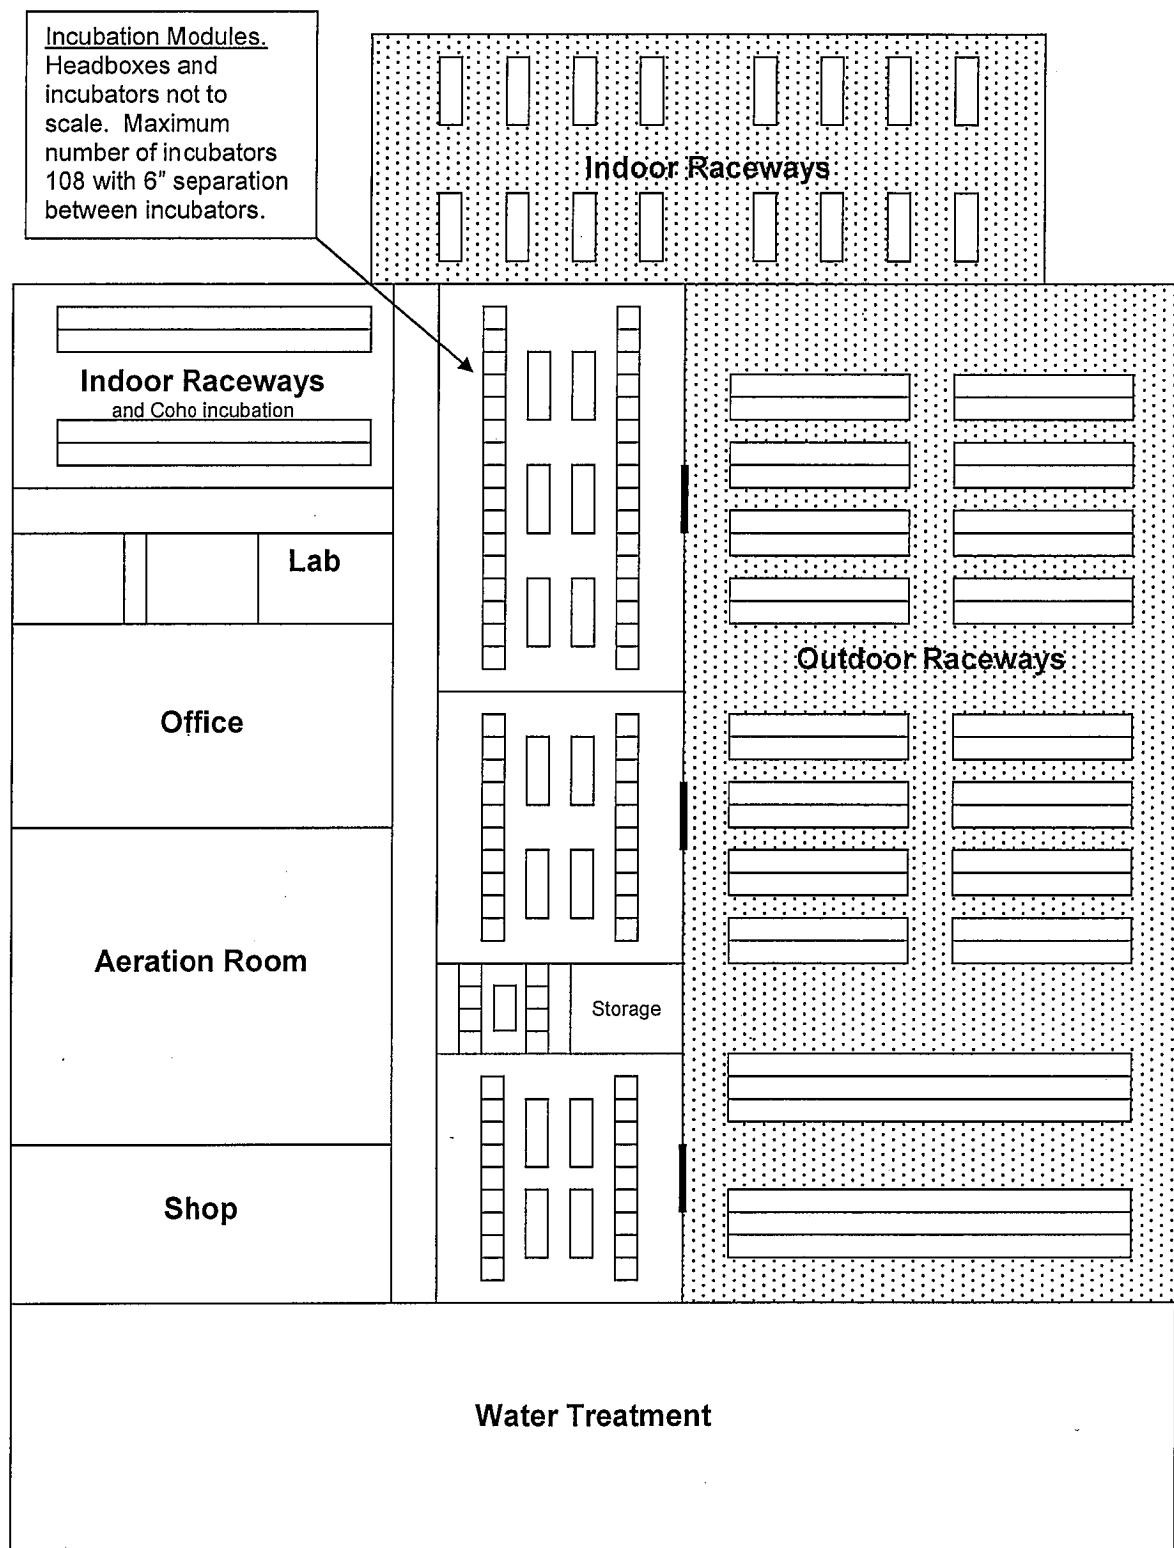 Incubation Modules.
Headboxes and
incubators not to
scale.  Maximum
number of incubators
108 with 6" separation
between incubators.
Indoor Raceways
Indoor Raceways
and Coho incubation
Lab
Outdoor Raceways
Office
Aeration Room
Storage
Shop
Water Treatment